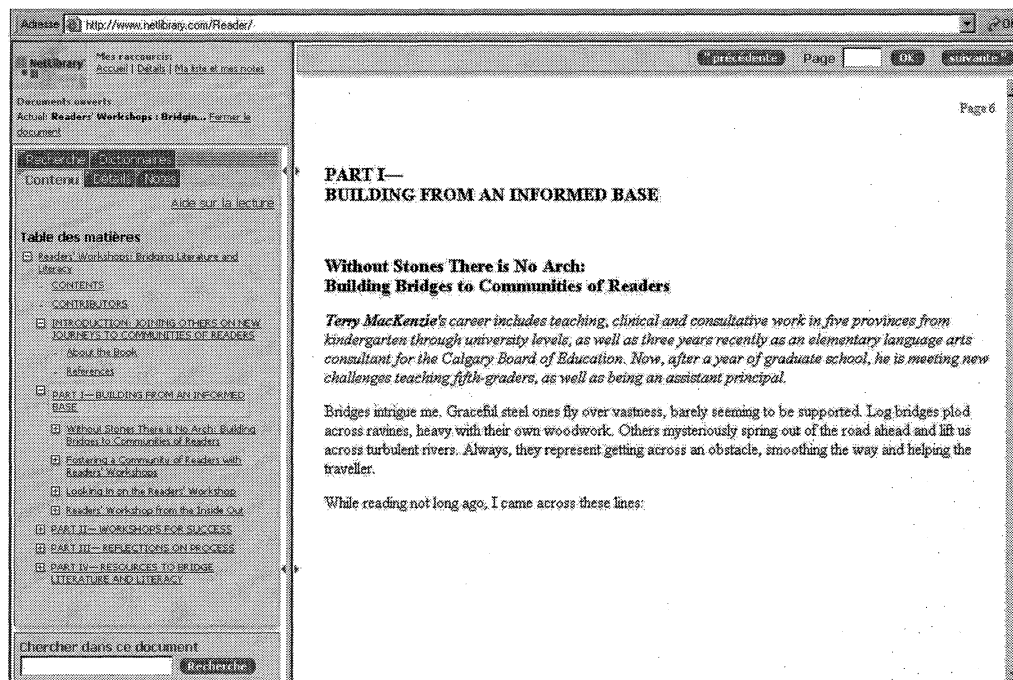 Adresse http://www.netlibrary.com/Reader/
NetLibrary
Mes raccourcis:
Accueil | Détails | Ma liste et mes notes
Documents ouverts
Actuel: Readers' Workshops : Bridgin... Fermer le
document
Recherche Dictionnaires
Contenu Détails Notes
Aide sur la lecture
Table des matières
Readers' Workshops: Bridging Literature and
Literacy
CONTENTS
CONTRIBUTORS
INTRODUCTION: JOINING OTHERS ON NEW
JOURNEYS TO COMMUNITIES OF READERS
About the Book
References
PART I—BUILDING FROM AN INFORMED
BASE
Without Stones There is No Arch: Building
Bridges to Communities of Readers
Fostering a Community of Readers with
Readers' Workshops
Looking In on the Readers' Workshop
Readers' Workshop from the Inside Out
PART II—WORKSHOPS FOR SUCCESS
PART III—REFLECTIONS ON PROCESS
PART IV—RESOURCES TO BRIDGE
LITERATURE AND LITERACY
Chercher dans ce document
Recherche
"précédente Page OK suivante"
Page 6
PART I—
BUILDING FROM AN INFORMED BASE
Without Stones There is No Arch:
Building Bridges to Communities of Readers
Terry MacKenzie's career includes teaching, clinical and consultative work in five provinces from
kindergarten through university levels, as well as three years recently as an elementary language arts
consultant for the Calgary Board of Education. Now, after a year of graduate school, he is meeting new
challenges teaching fifth-graders, as well as being an assistant principal.
Bridges intrigue me. Graceful steel ones fly over vastness, barely seeming to be supported. Log bridges plod
across ravines, heavy with their own woodwork. Others mysteriously spring out of the road ahead and lift us
across turbulent rivers. Always, they represent getting across an obstacle, smoothing the way and helping the
traveller.
While reading not long ago, I came across these lines: